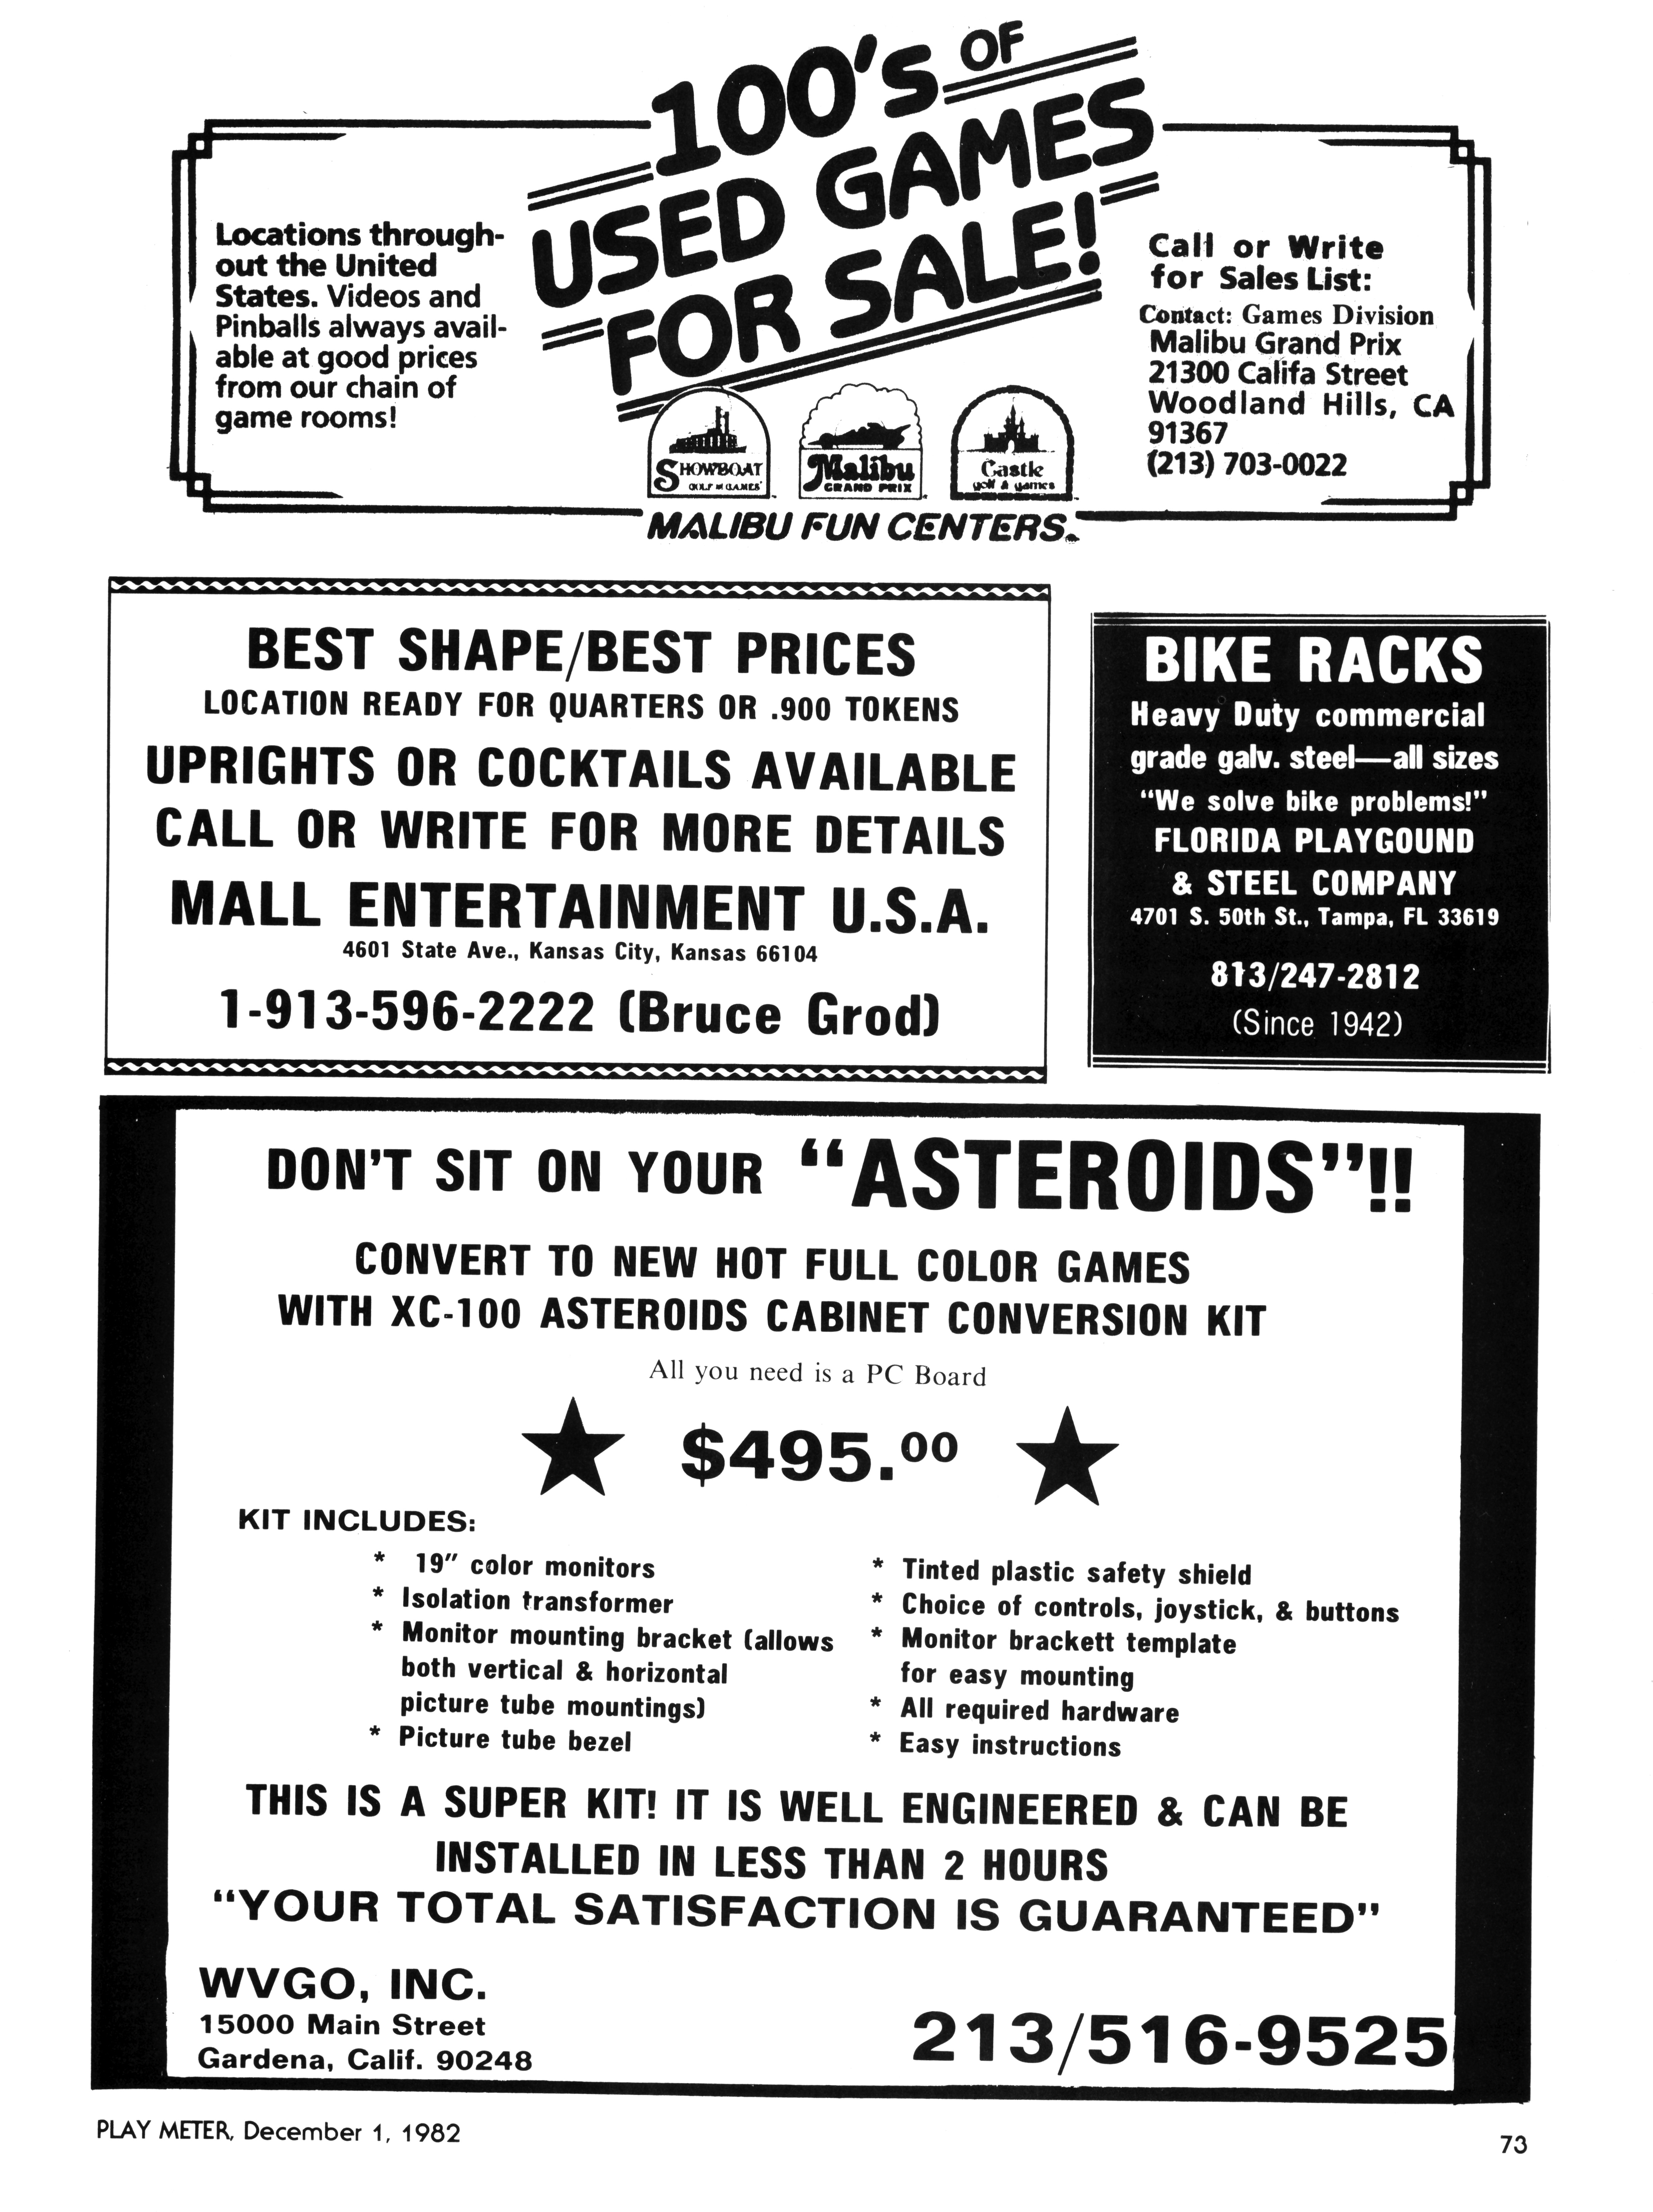 100's OF
USED GAMES
FOR SALE!
Locations through-
out the United
States. Videos and
Pinballs always avail-
able at good prices
from our chain of
game rooms!
Call or Write
for Sales List:
Contact: Games Division
Malibu Grand Prix
21300 Califa Street
Woodland Hills, CA
91367
(213) 703-0022
SHOWBOAT
GOLF 'N GAMES
Malibu
GRAND PRIX
Castle
golf & games
MALIBU FUN CENTERS
BEST SHAPE/BEST PRICES
LOCATION READY FOR QUARTERS OR .900 TOKENS
UPRIGHTS OR COCKTAILS AVAILABLE
CALL OR WRITE FOR MORE DETAILS
MALL ENTERTAINMENT U.S.A.
4601 State Ave., Kansas City, Kansas 66104
1-913-596-2222 (Bruce Grod)
BIKE RACKS
Heavy Duty commercial
grade galv. steel—all sizes
"We solve bike problems!"
FLORIDA PLAYGOUND
& STEEL COMPANY
4701 S. 50th St., Tampa, FL 33619
813/247-2812
(Since 1942)
DON'T SIT ON YOUR "ASTEROIDS"!!
CONVERT TO NEW HOT FULL COLOR GAMES
WITH XC-100 ASTEROIDS CABINET CONVERSION KIT
All you need is a PC Board
$495.00
KIT INCLUDES:
* 19" color monitors
* Isolation transformer
* Monitor mounting bracket (allows
both vertical & horizontal
picture tube mountings)
* Picture tube bezel
* Tinted plastic safety shield
* Choice of controls, joystick, & buttons
* Monitor brackett template
for easy mounting
* All required hardware
* Easy instructions
THIS IS A SUPER KIT! IT IS WELL ENGINEERED & CAN BE
INSTALLED IN LESS THAN 2 HOURS
"YOUR TOTAL SATISFACTION IS GUARANTEED"
WVGO, INC.
15000 Main Street
Gardena, Calif. 90248
213/516-9525
PLAY METER, December 1, 1982
73